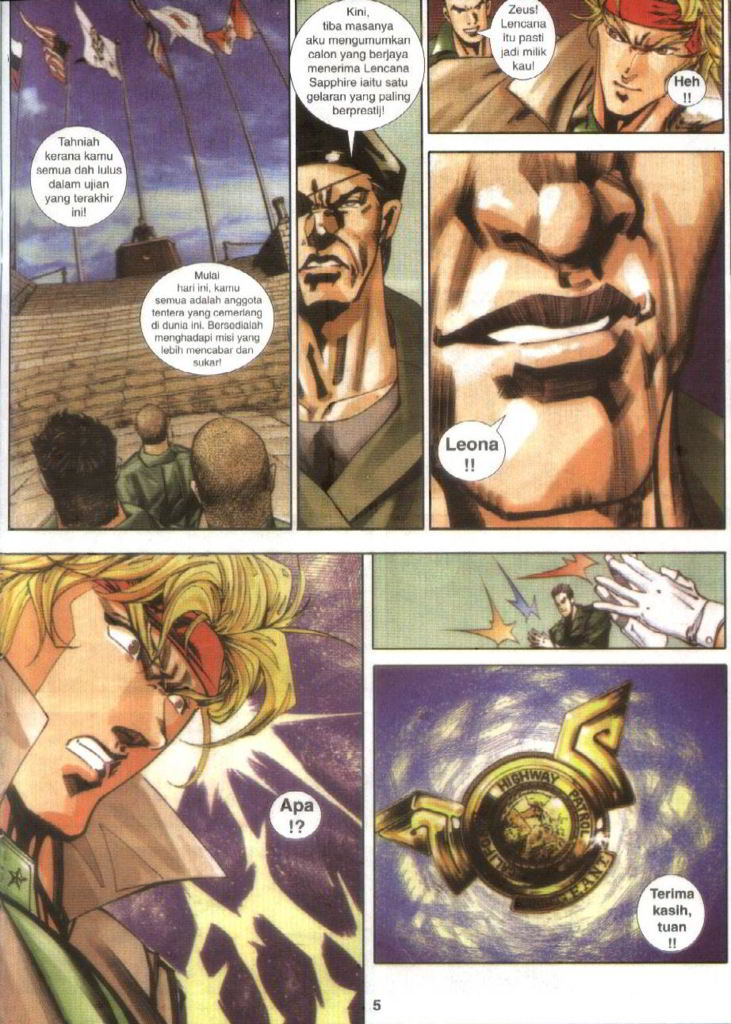 Tahniah
kerana kamu
semua dah lulus
dalam ujian
yang terakhir
ini!
Mulai
hari ini, kamu
semua adalah anggota
tentera yang cemerlang
di dunia ini. Bersedialah
menghadapi misi yang
lebih mencabar dan
sukar!
Kini,
tiba masanya
aku mengumumkan
calon yang berjaya
menerima Lencana
Sapphire iaitu satu
gelaran yang paling
berprestij!
Zeus!
Lencana
itu pasti
jadi milik
kau!
Heh
!!
Leona
!!
Apa
!?
HIGHWAY PATROL
Terima
kasih,
tuan
!!
5